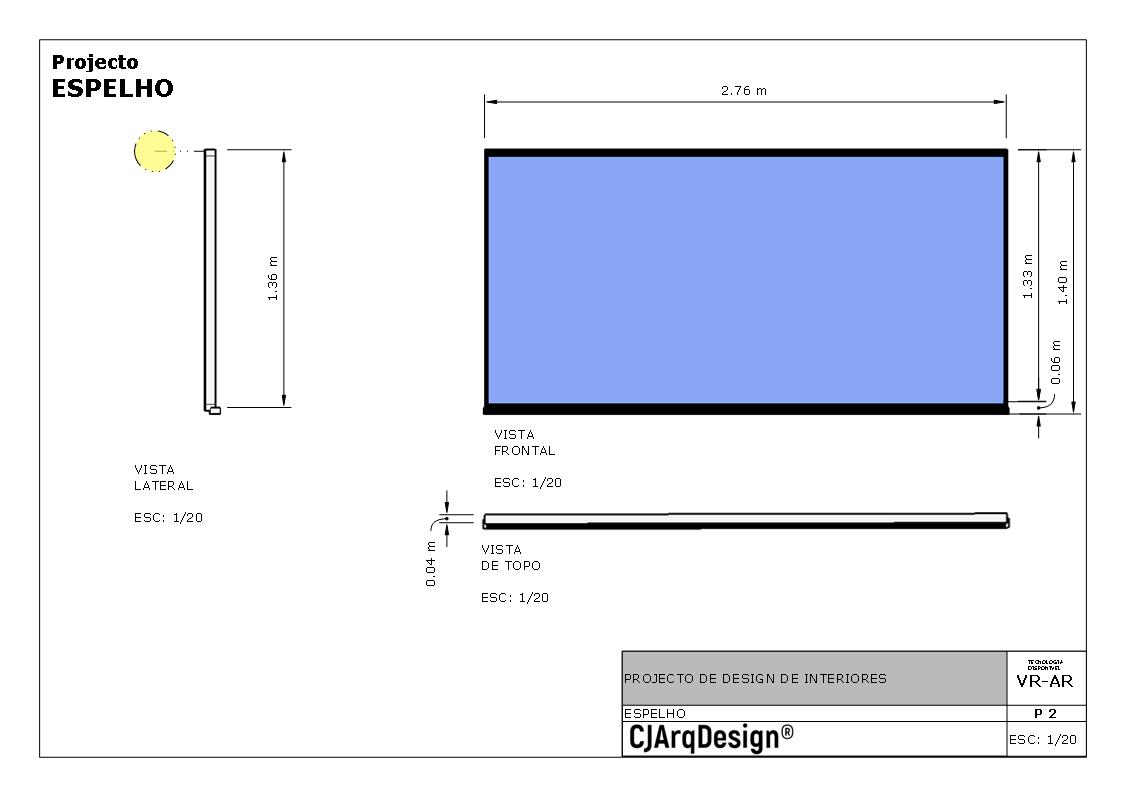 Projecto
ESPELHO
2.76 m
1.36 m
1.33 m
1.40 m
0.06 m
VISTA
FRONTAL
ESC: 1/20
VISTA
LATERAL
ESC: 1/20
0.04 m
VISTA
DE TOPO
ESC: 1/20
PROJECTO DE DESIGN DE INTERIORES
TECNOLOGIA
DISPONÍVEL
VR-AR
ESPELHO
P 2
CJArqDesign®
ESC: 1/20